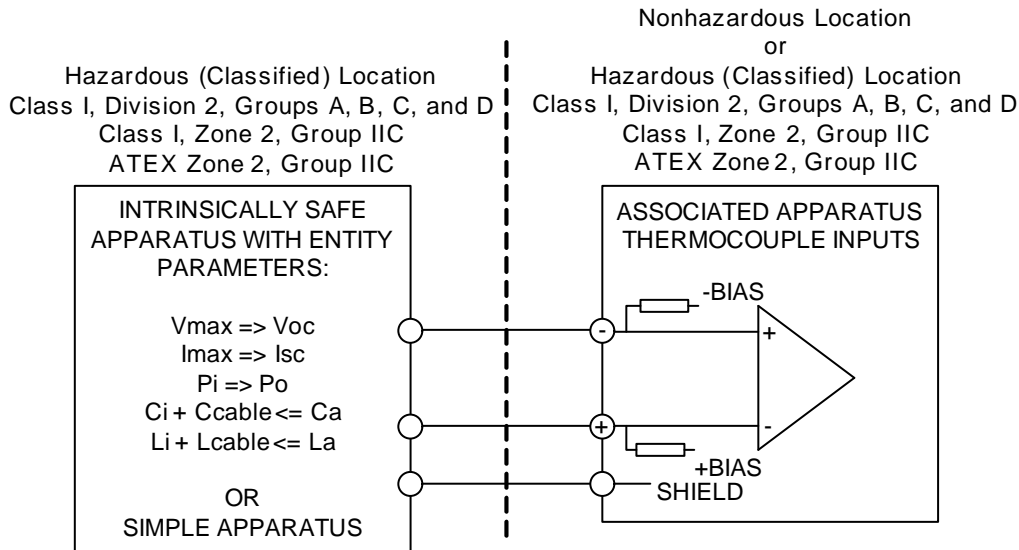 Hazardous (Classified) Location
Class I, Division 2, Groups A, B, C, and D
Class I, Zone 2, Group IIC
ATEX Zone 2, Group IIC
INTRINSICALLY SAFE
APPARATUS WITH ENTITY
PARAMETERS:
Vmax => Voc
Imax => Isc
Pi => Po
Ci + Ccable <= Ca
Li + Lcable <= La
OR
SIMPLE APPARATUS
Nonhazardous Location
or
Hazardous (Classified) Location
Class I, Division 2, Groups A, B, C, and D
Class I, Zone 2, Group IIC
ATEX Zone 2, Group IIC
ASSOCIATED APPARATUS
THERMOCOUPLE INPUTS
-BIAS
- +
+ -
+BIAS
SHIELD